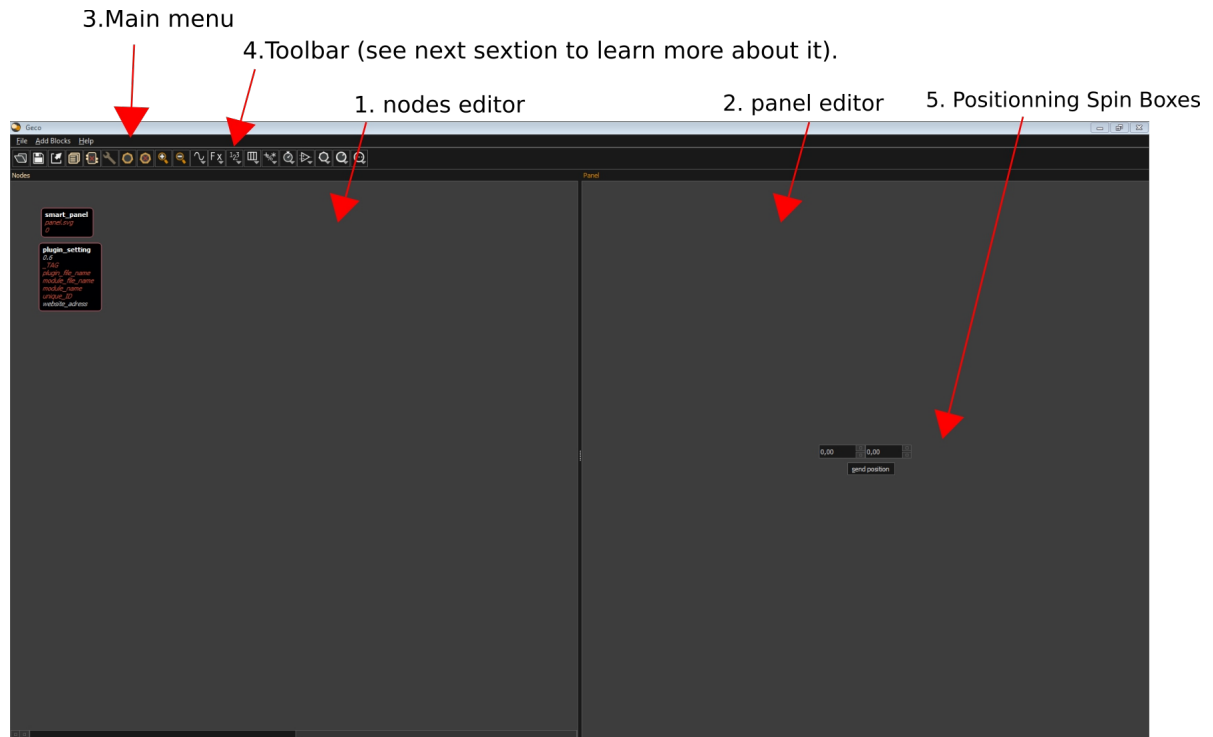 3.Main menu
4.Toolbar (see next sextion to learn more about it).
1. nodes editor
2. panel editor
5. Positionning Spin Boxes
Geco
File Add Blocks Help
Fx 123
Nodes
Panel
smart_panel
panel.svg
0
plugin_setting
0.6
_TAG
plugin_file_name
module_file_name
module_name
unique_ID
website_adress
0,00 0,00
send position